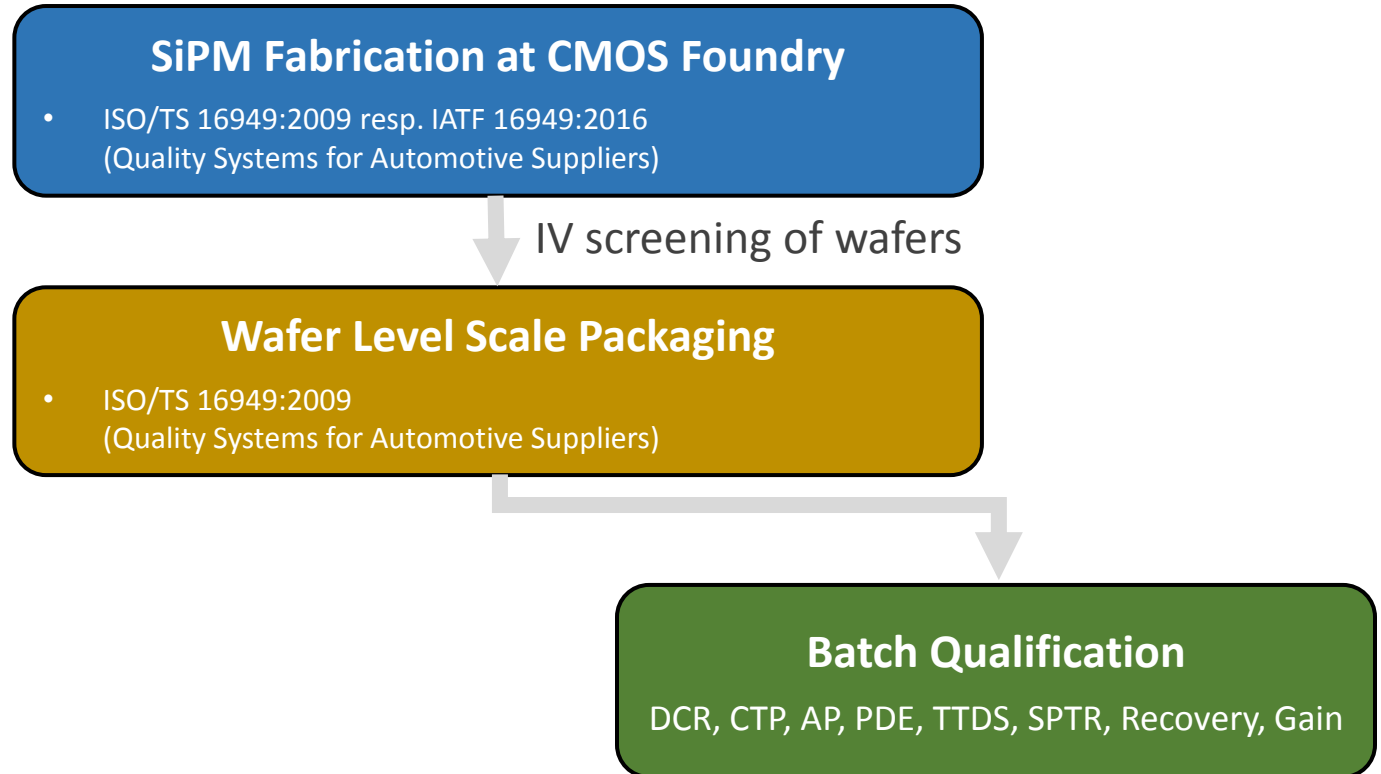 SiPM Fabrication at CMOS Foundry
• ISO/TS 16949:2009 resp. IATF 16949:2016
(Quality Systems for Automotive Suppliers)
IV screening of wafers
Wafer Level Scale Packaging
• ISO/TS 16949:2009
(Quality Systems for Automotive Suppliers)
Batch Qualification
DCR, CTP, AP, PDE, TTDS, SPTR, Recovery, Gain